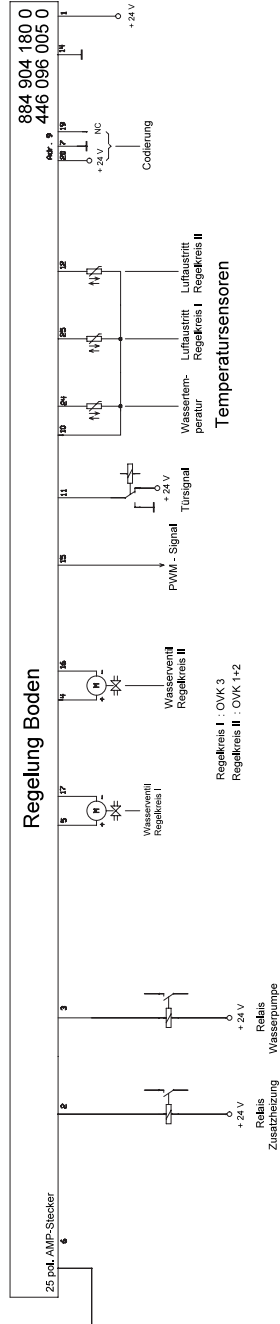 25 pol. AMP-Stecker
Regelung Boden
884 904 180 0
446 096 005 0
Adr. 9
6
2
3
5
17
4
16
15
11
10
24
25
12
20
7
19
14
1
+ 24 V
Relais
Zusatzheizung
+ 24 V
Relais
Wasserpumpe
M
+
-
Wasserventil
Regelkreis I
M
+
-
Wasserventil
Regelkreis II
Regelkreis I : OVK 3
Regelkreis II : OVK 1+2
PWM - Signal
+ 24 V
Türsignal
Wassertem-
peratur
Luftaustritt
Regelkreis I
Luftaustritt
Regelkreis II
Temperatursensoren
+ 24 V
NC
Codierung
+ 24 V